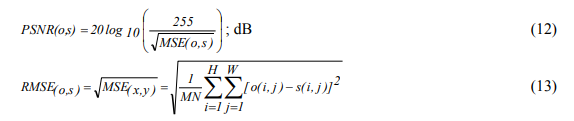 PSNR(o,s) = 20 log 10 ( 255 / √MSE(o,s) ) ; dB (12)
RMSE(o,s) = √MSE(x,y) = √( 1/MN ∑_{i=1}^{H} ∑_{j=1}^{W} [o(i,j) – s(i,j)]^2 ) (13)